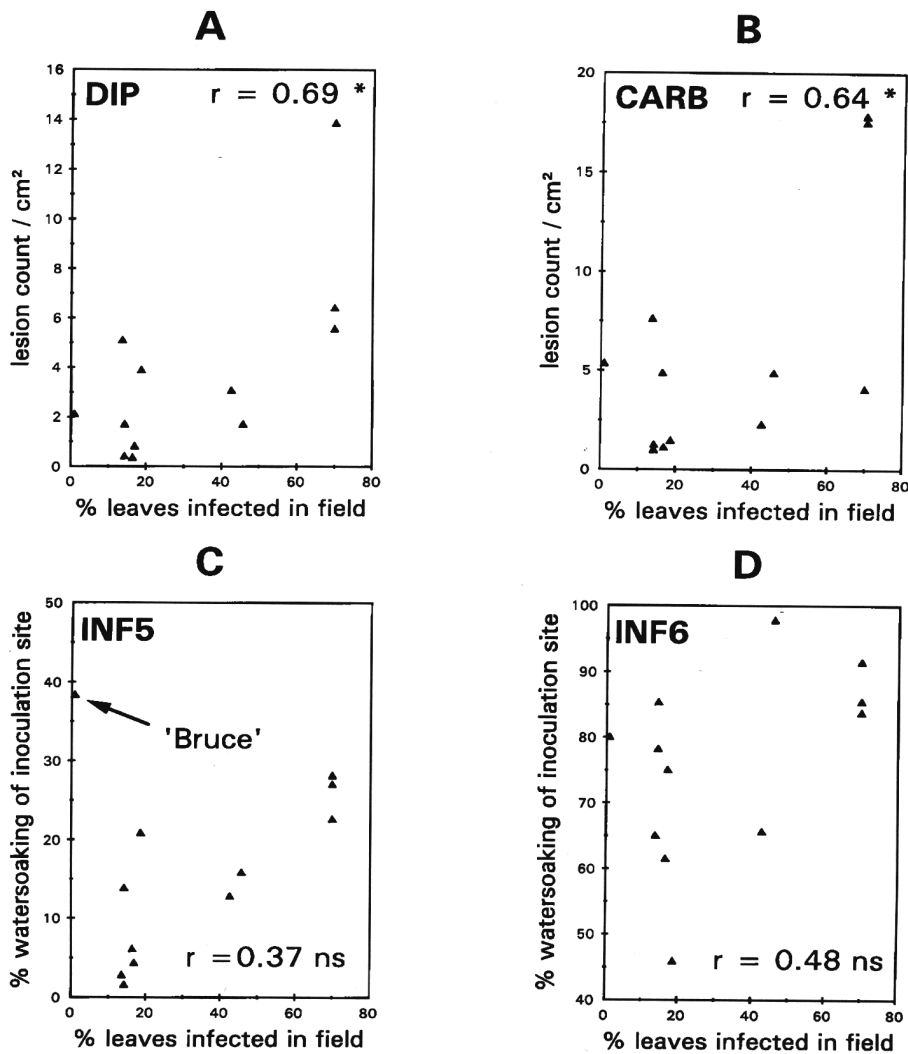 A
DIP r = 0.69 *
lesion count / cm²
16
14
12
10
8
6
4
2
0
0 20 40 60 80
% leaves infected in field
B
CARB r = 0.64 *
lesion count / cm²
20
15
10
5
0
0 20 40 60 80
% leaves infected in field
C
INF5
% watersoaking of inoculation site
50
40
30
20
10
0
'Bruce'
r = 0.37 ns
0 20 40 60 80
% leaves infected in field
D
INF6
% watersoaking of inoculation site
100
90
80
70
60
50
40
r = 0.48 ns
0 20 40 60 80
% leaves infected in field